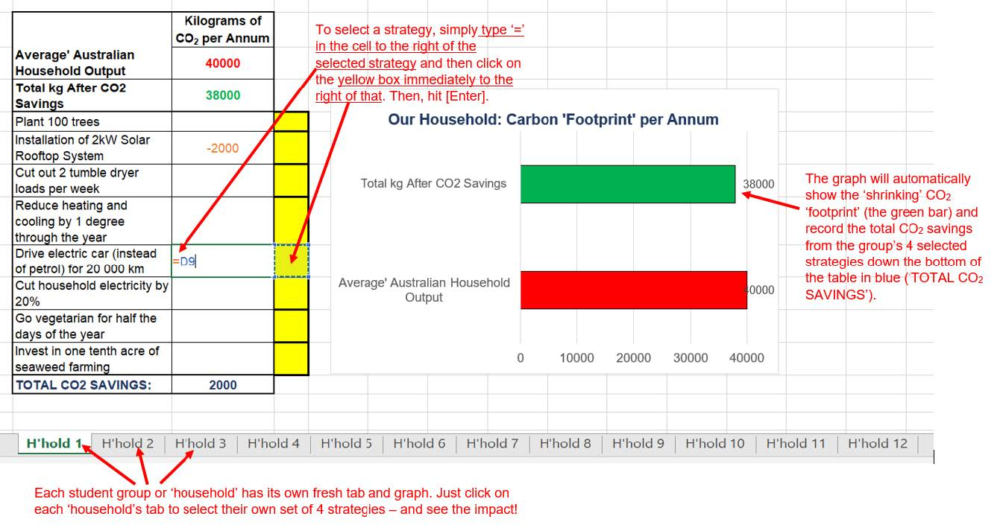 Kilograms of
CO2 per Annum
Average' Australian
Household Output
40000
Total kg After CO2
Savings
38000
Plant 100 trees
Installation of 2kW Solar
Rooftop System
-2000
Cut out 2 tumble dryer
loads per week
Reduce heating and
cooling by 1 degree
through the year
Drive electric car (instead
of petrol) for 20 000 km
=D9
Cut household electricity by
20%
Go vegetarian for half the
days of the year
Invest in one tenth acre of
seaweed farming
TOTAL CO2 SAVINGS:
2000
To select a strategy, simply type ‘=’
in the cell to the right of the
selected strategy and then click on
the yellow box immediately to the
right of that. Then, hit [Enter].
Our Household: Carbon 'Footprint' per Annum
Total kg After CO2 Savings
38000
Average' Australian Household
Output
40000
0 10000 20000 30000 40000
The graph will automatically
show the ‘shrinking’ CO2
‘footprint’ (the green bar) and
record the total CO2 savings
from the group’s 4 selected
strategies down the bottom of
the table in blue (‘TOTAL CO2
SAVINGS’).
H'hold 1 H'hold 2 H'hold 3 H'hold 4 H'hold 5 H'hold 6 H'hold 7 H'hold 8 H'hold 9 H'hold 10 H'hold 11 H'hold 12
Each student group or ‘household’ has its own fresh tab and graph. Just click on
each ‘household’s tab to select their own set of 4 strategies – and see the impact!